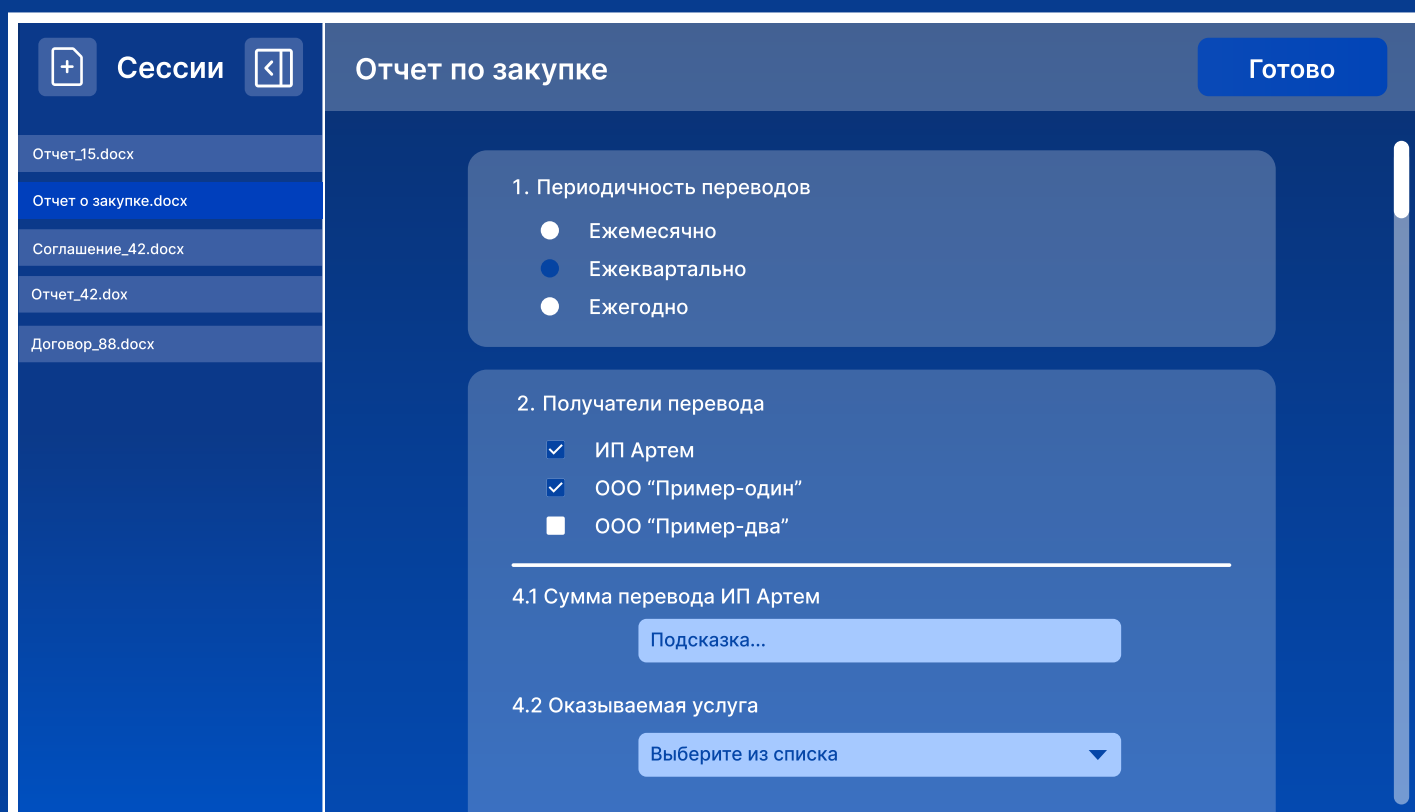 Сессии
Отчет по закупке
Готово
Отчет_15.docx
Отчет о закупке.docx
Соглашение_42.docx
Отчет_42.dox
Договор_88.docx
1. Периодичность переводов
Ежемесячно
Ежеквартально
Ежегодно
2. Получатели перевода
ИП Артем
ООО “Пример-один”
ООО “Пример-два”
4.1 Сумма перевода ИП Артем
Подсказка...
4.2 Оказываемая услуга
Выберите из списка